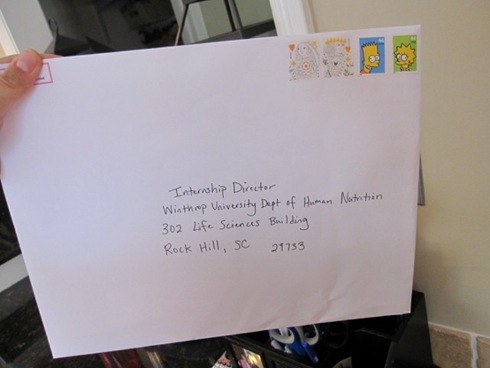 Internship Director
Winthrop University Dept of Human Nutrition
302 Life Sciences Building
Rock Hill, SC 29733